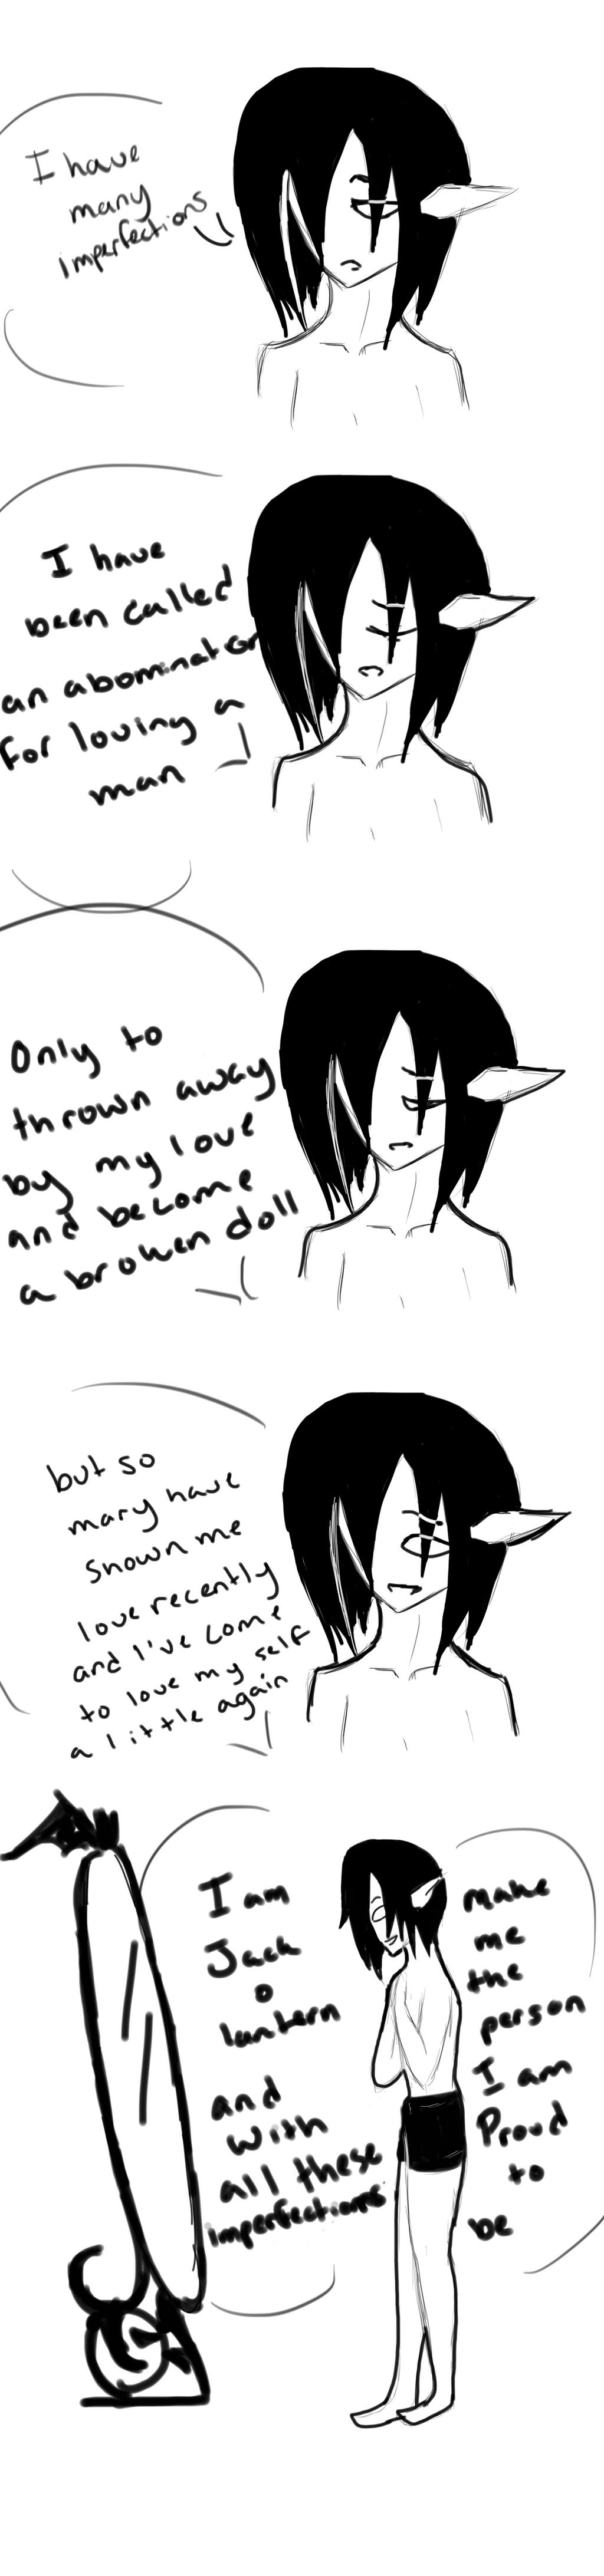 I have
many
imperfections
I have
been called
an abominator
for loving a
man
Only to
thrown away
by my love
and become
a broken doll
but so
many have
shown me
love recently
and I've come
to love my self
a little again
I am
Jack
o
lantern
and
with
all these
imperfections
make
me
the
person
I am
Proud
to
be